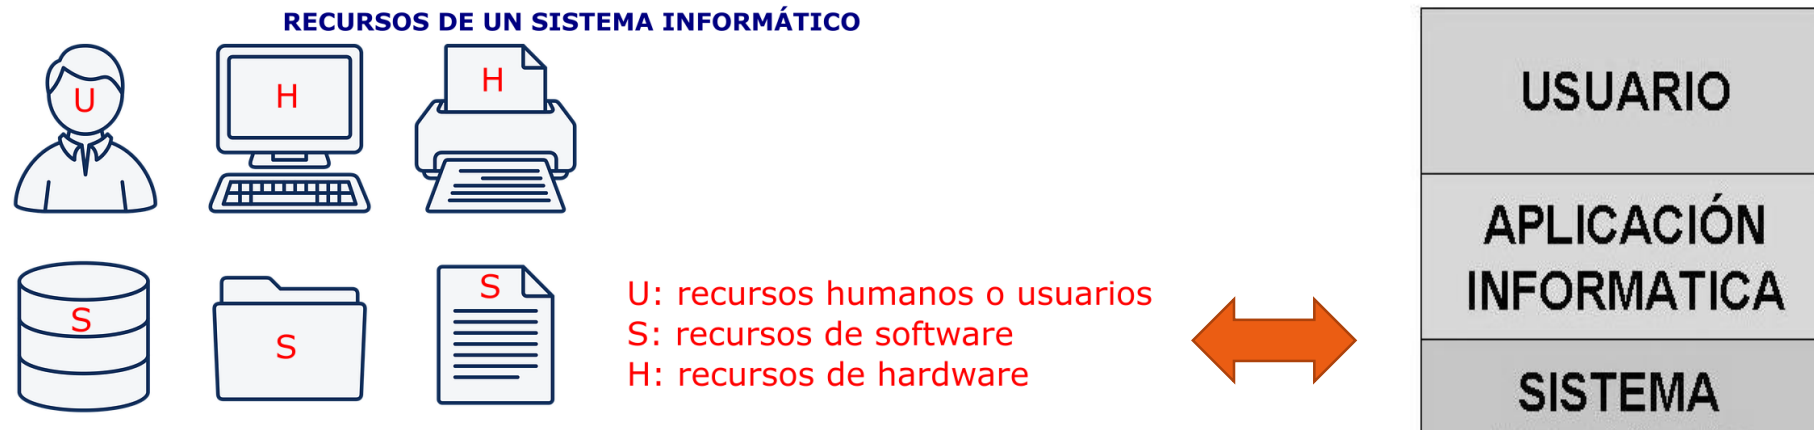 RECURSOS DE UN SISTEMA INFORMÁTICO
U
H
H
S
S
S
U: recursos humanos o usuarios
S: recursos de software
H: recursos de hardware
USUARIO
APLICACIÓN
INFORMATICA
SISTEMA